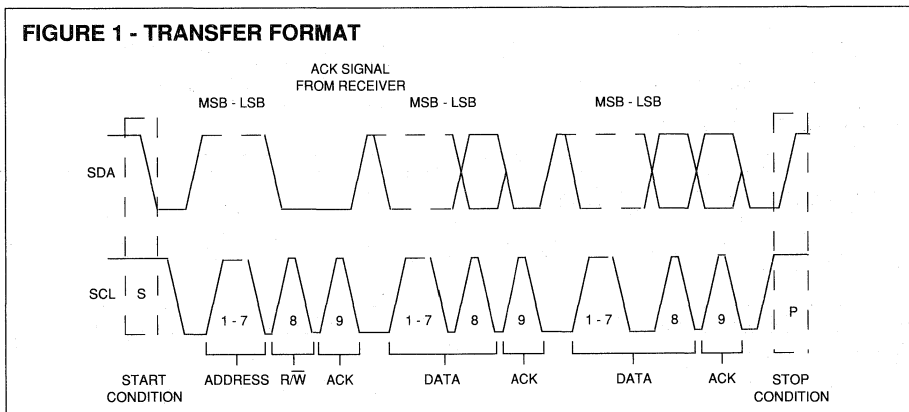 FIGURE 1 - TRANSFER FORMAT
ACK SIGNAL
FROM RECEIVER
MSB - LSB
MSB - LSB
MSB - LSB
SDA
SCL
S
1 - 7
8
9
1 - 7
8
9
1 - 7
8
9
P
START
CONDITION
ADDRESS
R/W̅
ACK
DATA
ACK
DATA
ACK
STOP
CONDITION